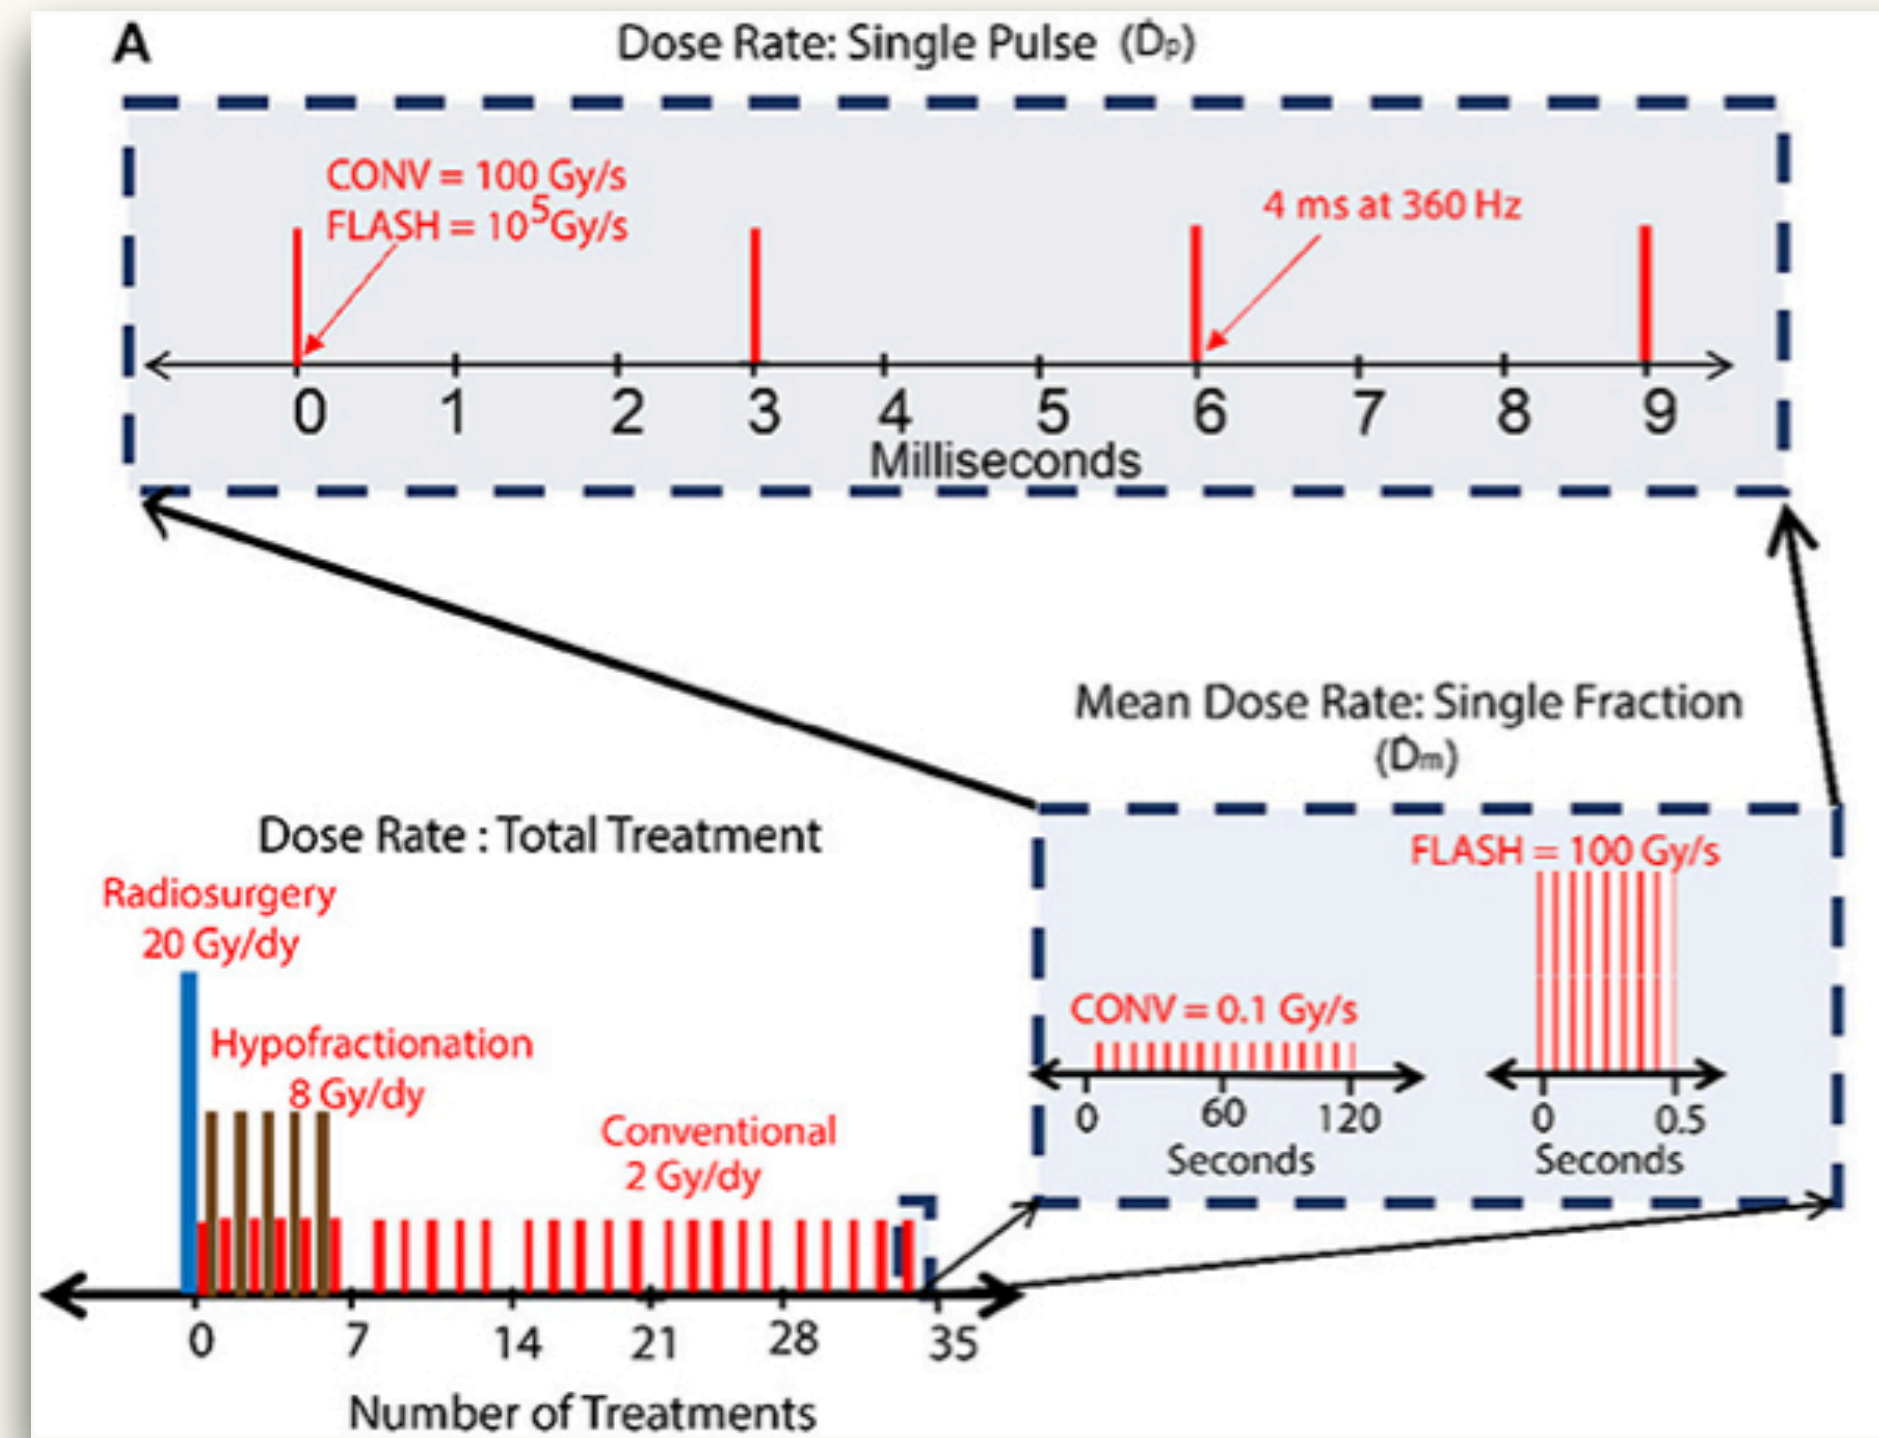 A
Dose Rate: Single Pulse (Ḋp)
CONV = 100 Gy/s
FLASH = 10⁵Gy/s
4 ms at 360 Hz
0 1 2 3 4 5 6 7 8 9
Milliseconds
Mean Dose Rate: Single Fraction
(Ḋm)
Dose Rate : Total Treatment
Radiosurgery
20 Gy/dy
Hypofractionation
8 Gy/dy
Conventional
2 Gy/dy
0 7 14 21 28 35
Number of Treatments
FLASH = 100 Gy/s
CONV = 0.1 Gy/s
0 60 120
Seconds
0 0.5
Seconds